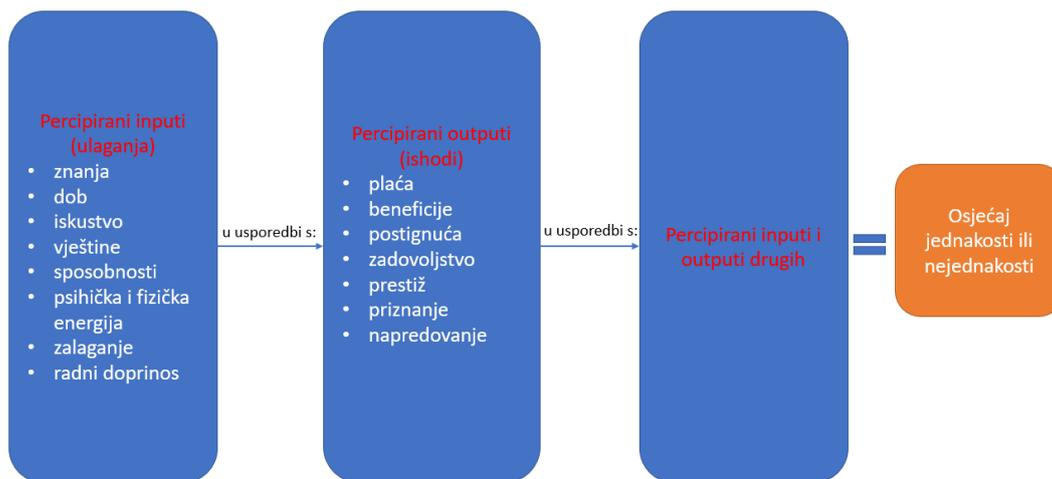 Percipirani inputi
(ulaganja)
• znanja
• dob
• iskustvo
• vještine
• sposobnosti
• psihička i fizička
energija
• zalaganje
• radni doprinos
u usporedbi s:
Percipirani outputi
(ishodi)
• plaća
• beneficije
• postignuća
• zadovoljstvo
• prestiž
• priznanje
• napredovanje
u usporedbi s:
Percipirani inputi i
outputi drugih
=
Osjećaj
jednakosti ili
nejednakosti